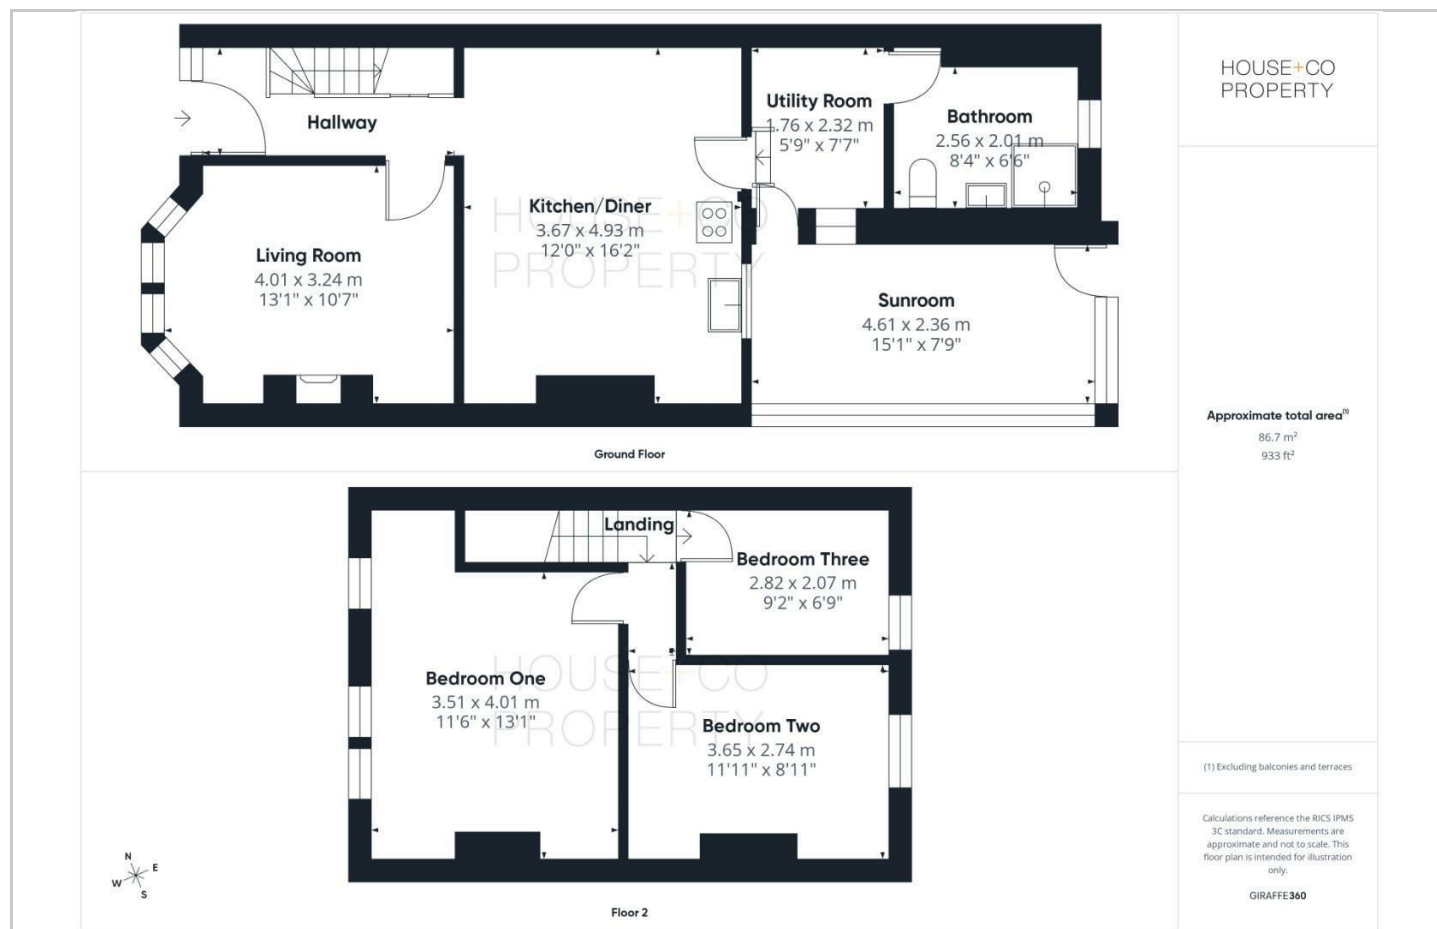 HOUSE+CO
PROPERTY
Hallway
Utility Room
1.76 x 2.32 m
5'9" x 7'7"
Bathroom
2.56 x 2.01 m
8'4" x 6'6"
Kitchen/Diner
3.67 x 4.93 m
12'0" x 16'2"
HOUSE+CO
PROPERTY
Living Room
4.01 x 3.24 m
13'1" x 10'7"
Sunroom
4.61 x 2.36 m
15'1" x 7'9"
Ground Floor
Approximate total area(1)
86.7 m²
933 ft²
Landing
Bedroom Three
2.82 x 2.07 m
9'2" x 6'9"
Bedroom One
3.51 x 4.01 m
11'6" x 13'1"
HOUSE+CO
PROPERTY
Bedroom Two
3.65 x 2.74 m
11'11" x 8'11"
N
E
W
S
Floor 2
(1) Excluding balconies and terraces
Calculations reference the RICS IPMS
3C standard. Measurements are
approximate and not to scale. This
floor plan is intended for illustration
only.
GIRAFFE360